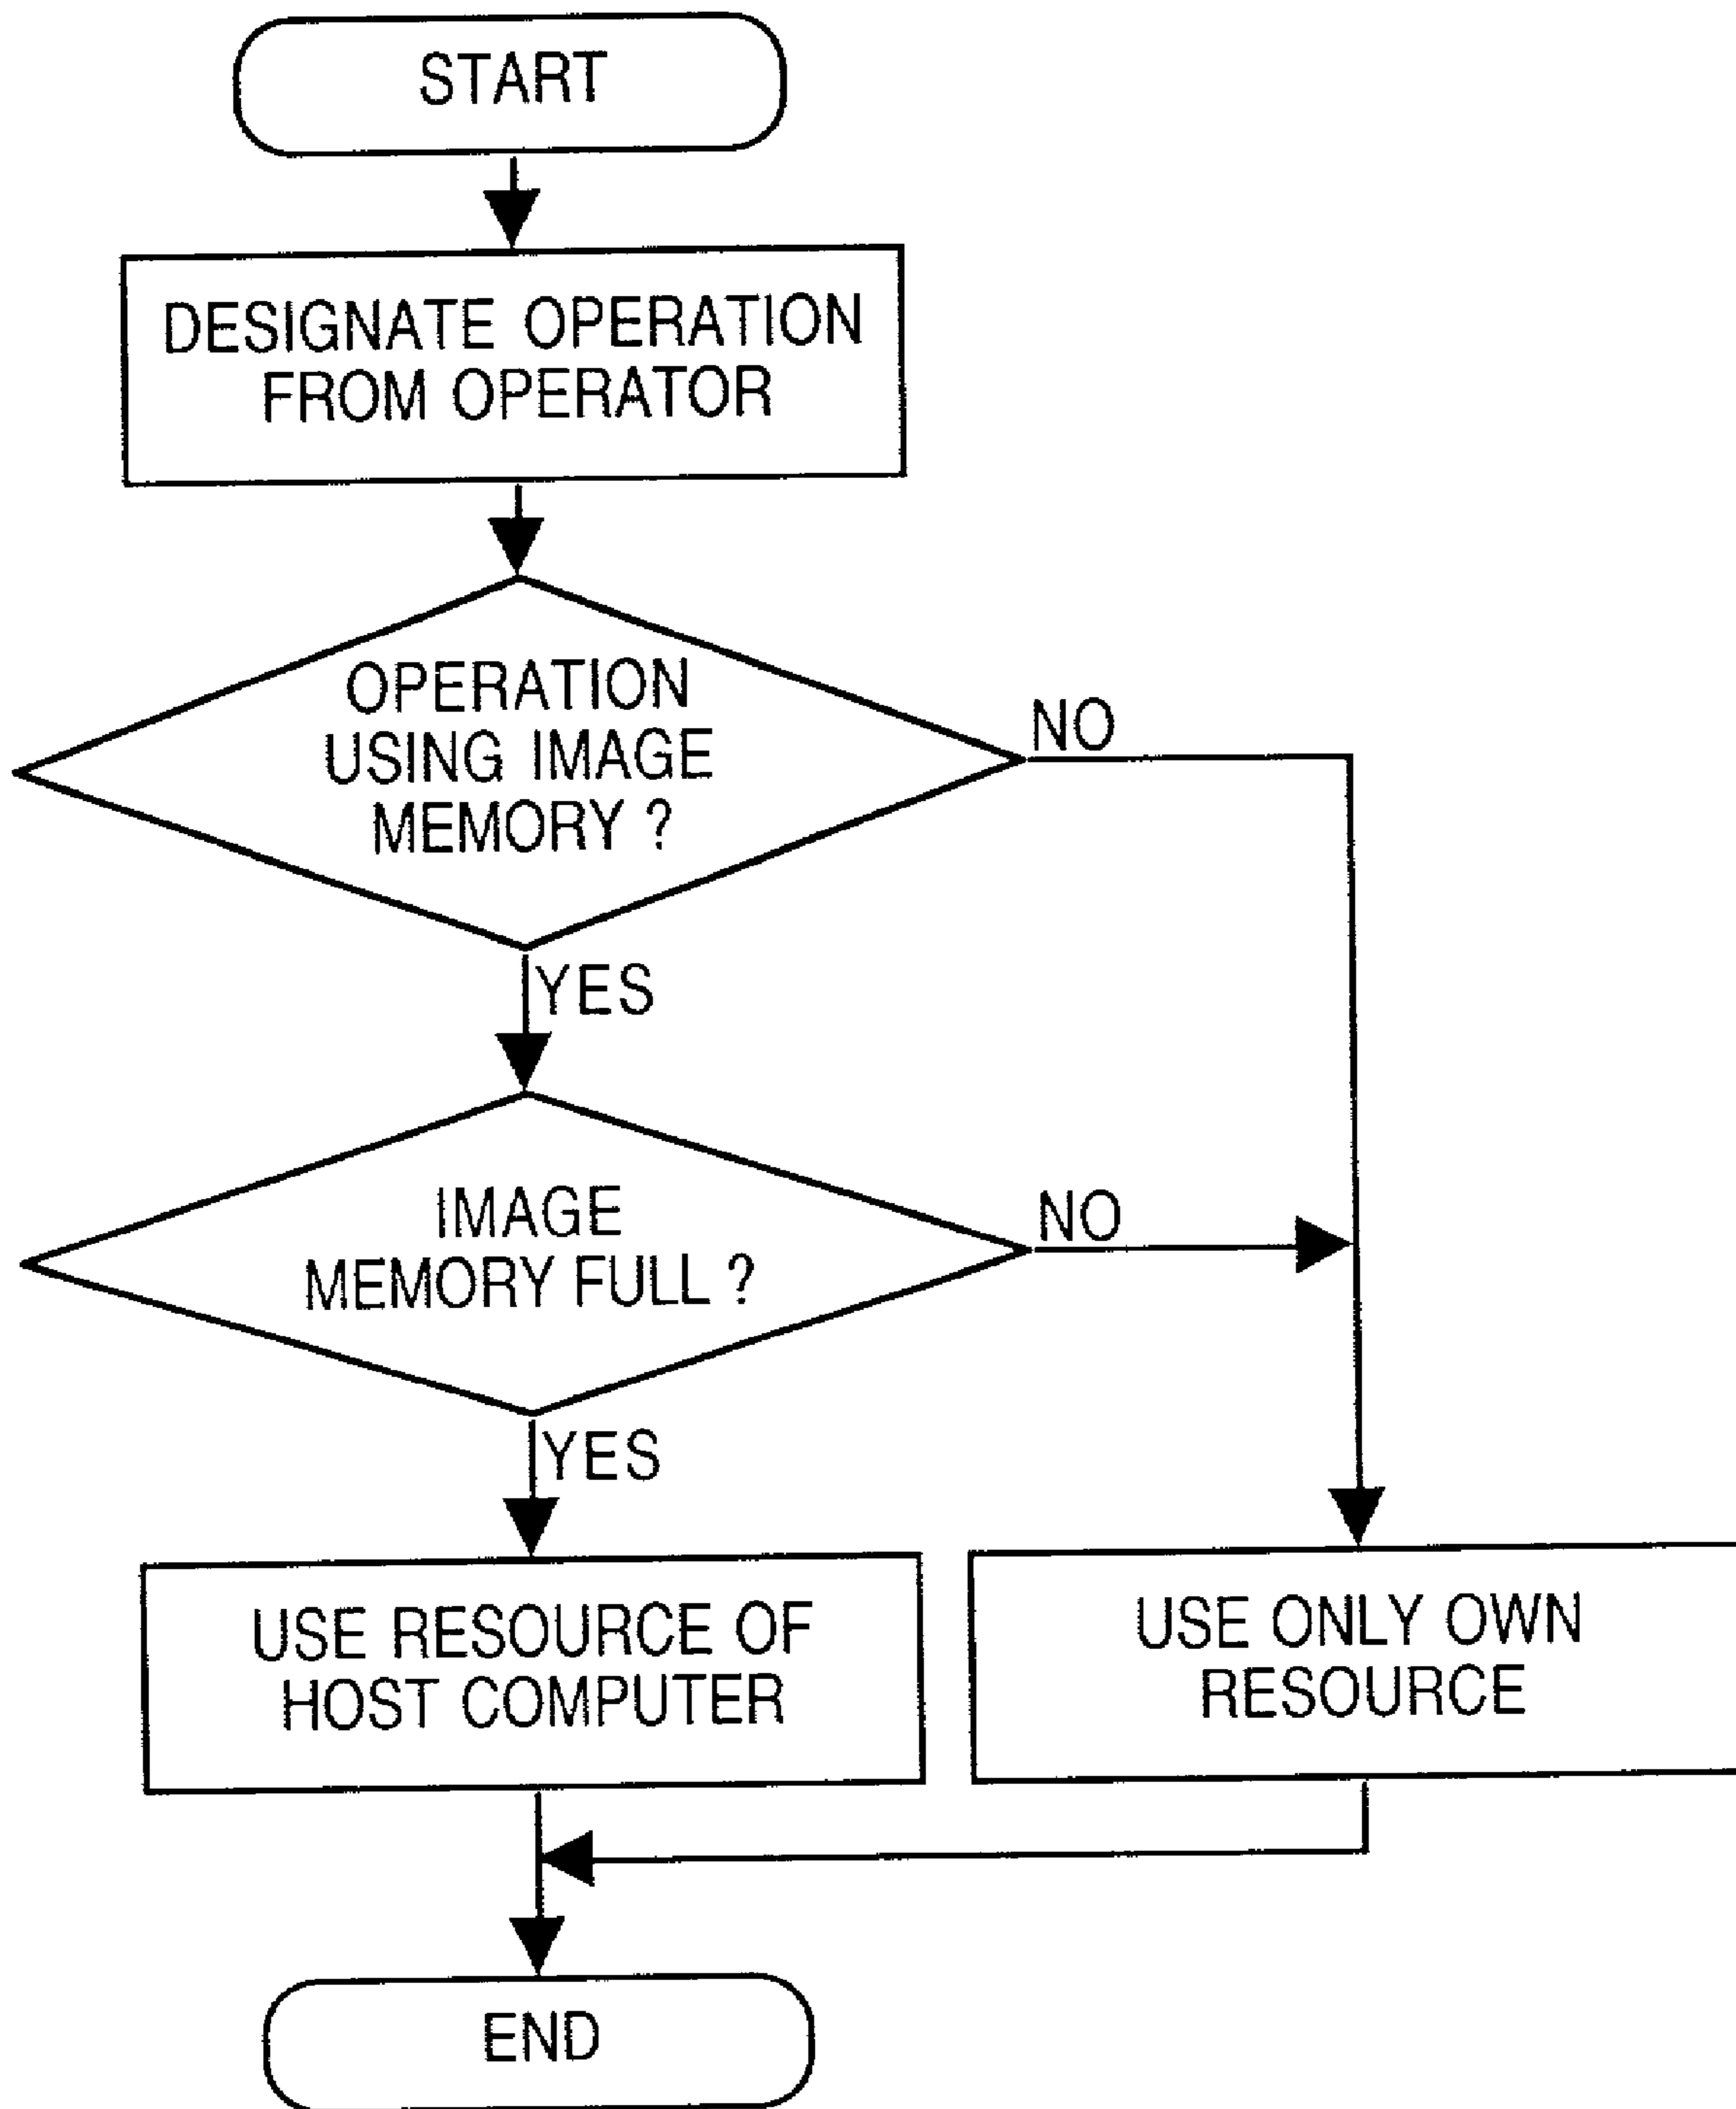 START
DESIGNATE OPERATION
FROM OPERATOR
OPERATION
USING IMAGE
MEMORY ?
NO
YES
IMAGE
MEMORY FULL ?
NO
YES
USE RESOURCE OF
HOST COMPUTER
USE ONLY OWN
RESOURCE
END